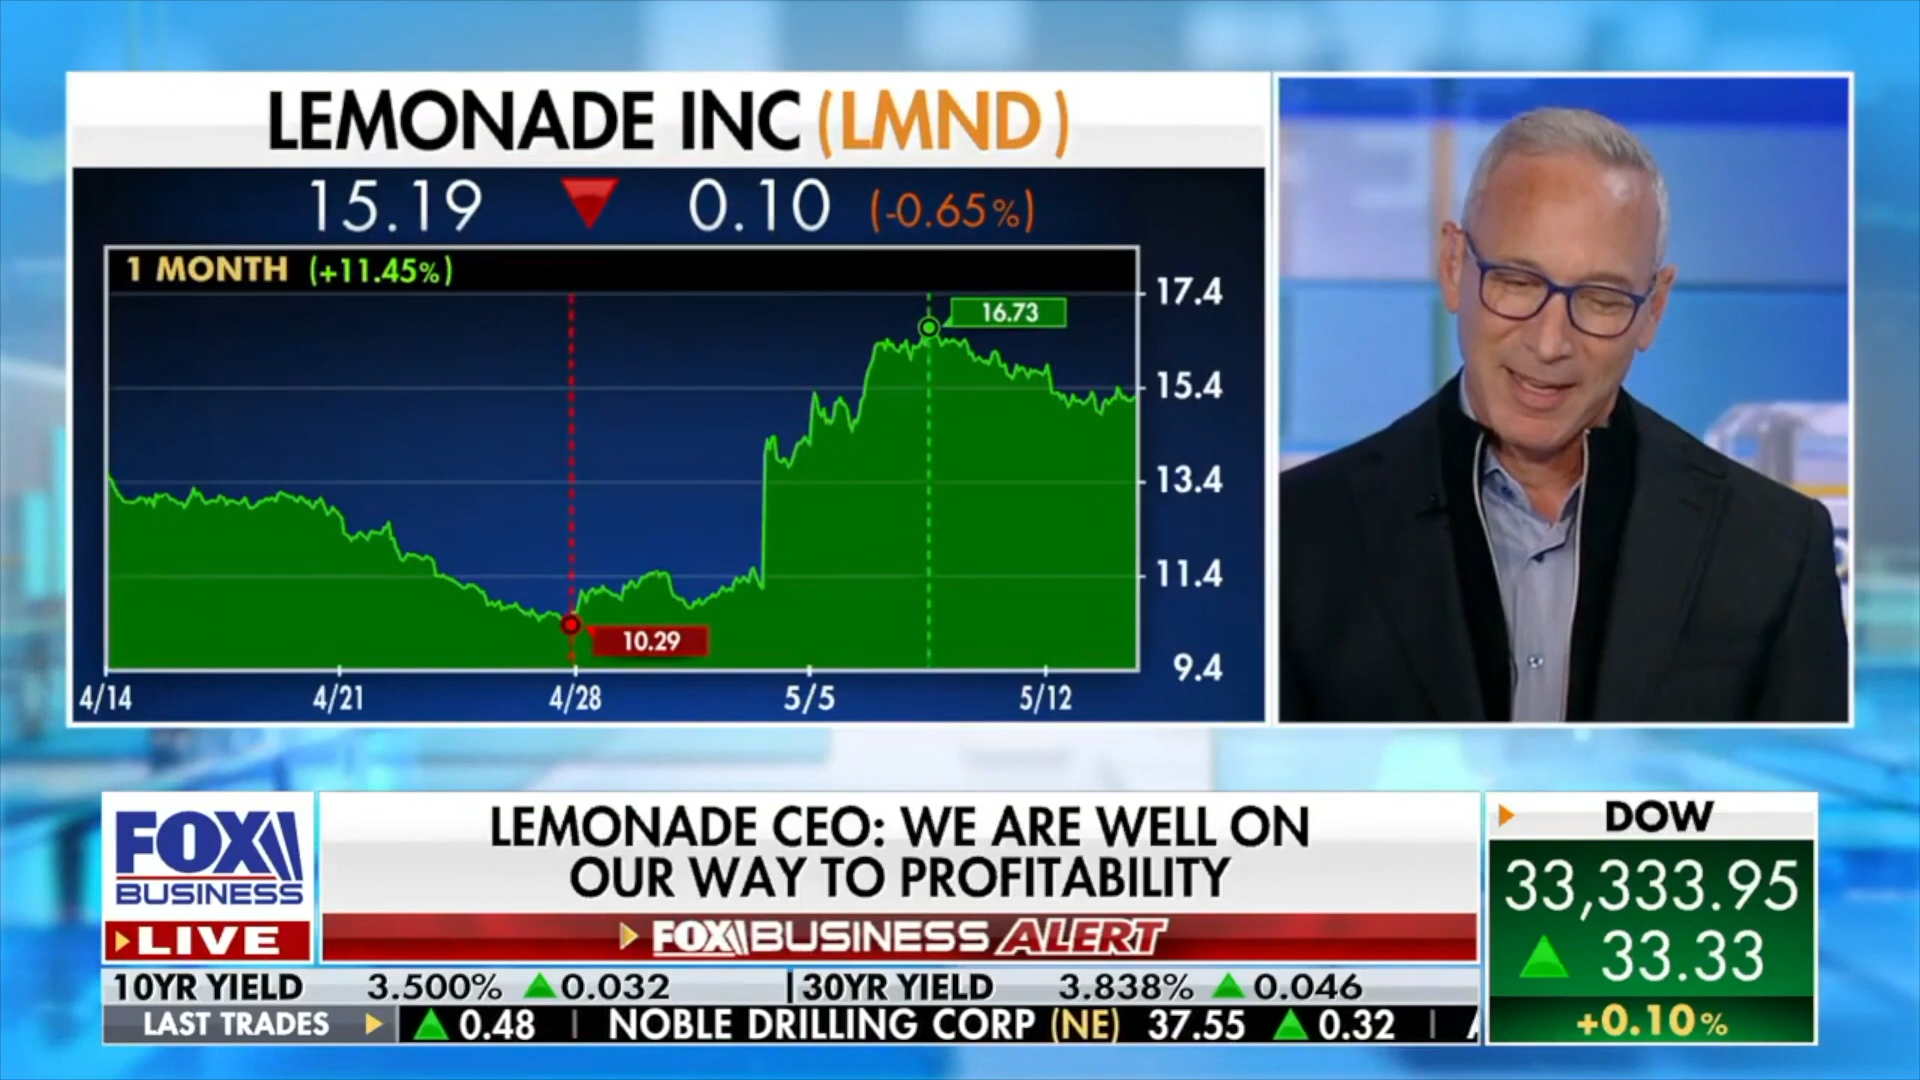 LEMONADE INC (LMND)
15.19 ▼ 0.10 (-0.65%)
1 MONTH (+11.45%)
17.4
16.73
15.4
13.4
11.4
10.29
9.4
4/14 4/21 4/28 5/5 5/12
FOX BUSINESS
LIVE
LEMONADE CEO: WE ARE WELL ON
OUR WAY TO PROFITABILITY
FOX BUSINESS ALERT
DOW
33,333.95
▲ 33.33
+0.10%
10YR YIELD 3.500% ▲ 0.032 | 30YR YIELD 3.838% ▲ 0.046
LAST TRADES ▲ 0.48 | NOBLE DRILLING CORP (NE) 37.55 ▲ 0.32 |